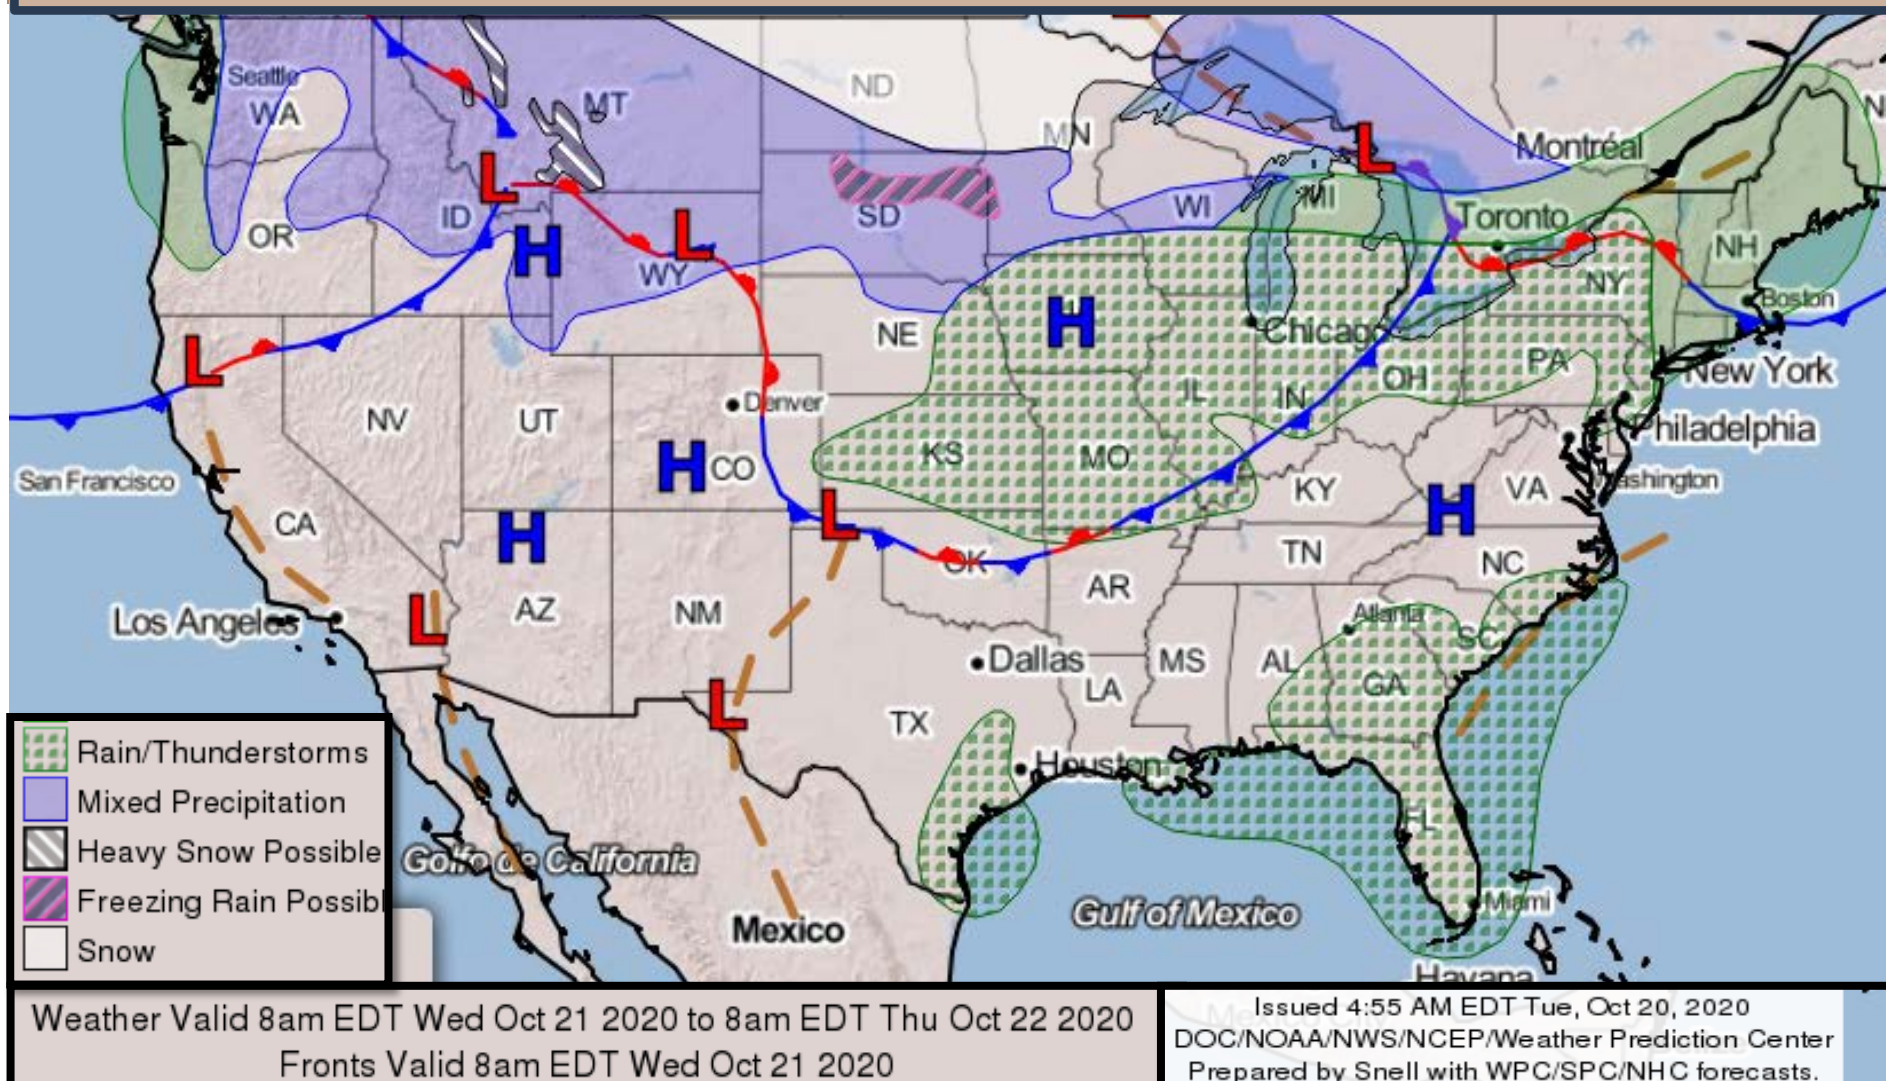 Seattle
WA
MT
ND
MN
Montréal
OR
ID
L
H
L
WY
SD
WI
MI
L
Toronto
NH
NY
Boston
NE
H
Chicago
L
PA
New York
OH
NV
UT
Denver
IL
IN
Philadelphia
H
CO
KS
MO
San Francisco
KY
H
VA
ashington
CA
H
L
OK
TN
NC
AR
Los Angeles
L
AZ
NM
Atlanta
SC
Dallas
MS
AL
GA
LA
L
TX
Houston
FL
Golfo de California
Mexico
Gulf of Mexico
Miami
Havana
Rain/Thunderstorms
Mixed Precipitation
Heavy Snow Possible
Freezing Rain Possibl
Snow
Weather Valid 8am EDT Wed Oct 21 2020 to 8am EDT Thu Oct 22 2020
Fronts Valid 8am EDT Wed Oct 21 2020
Issued 4:55 AM EDT Tue, Oct 20, 2020
DOC/NOAA/NWS/NCEP/Weather Prediction Center
Prepared by Snell with WPC/SPC/NHC forecasts.